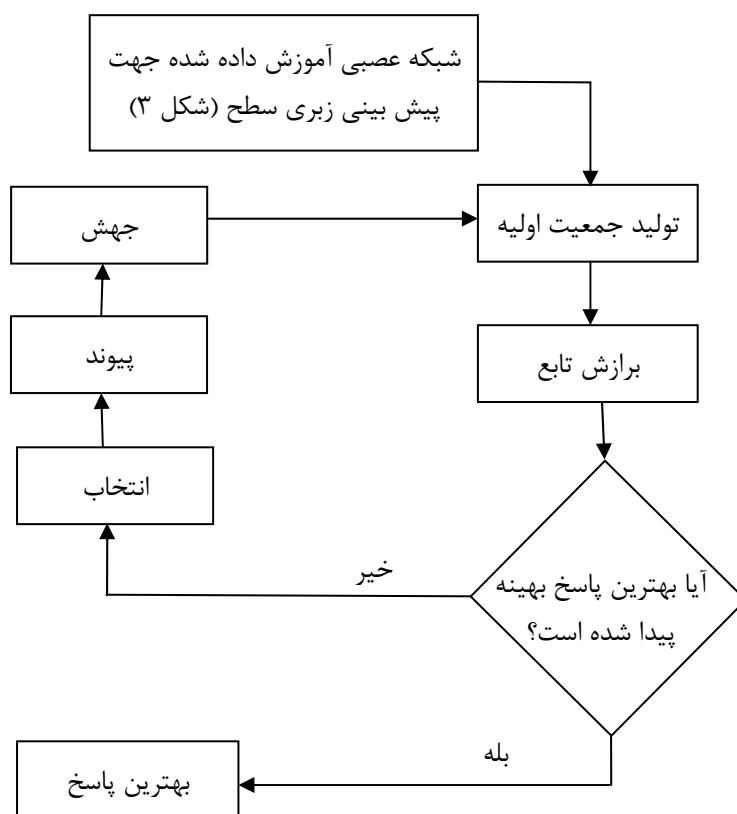 شبکه عصبی آموزش داده شده جهت
پیش بینی زبری سطح (شکل ۳)
تولید جمعیت اولیه
جهش
برازش تابع
پیوند
انتخاب
آیا بهترین پاسخ بهینه
پیدا شده است؟
خیر
بله
بهترین پاسخ